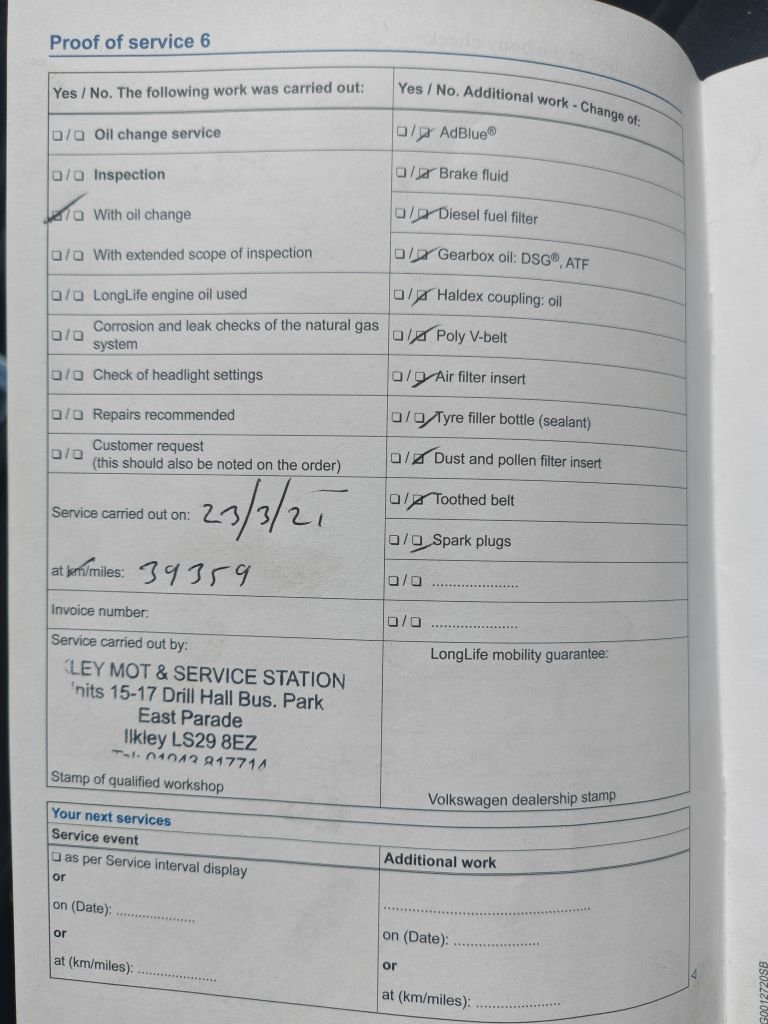 Proof of service 6
Yes / No. The following work was carried out:
❏ / ❏ Oil change service
❏ / ❏ Inspection
❏ / ❏ With oil change
❏ / ❏ With extended scope of inspection
❏ / ❏ LongLife engine oil used
❏ / ❏ Corrosion and leak checks of the natural gas
system
❏ / ❏ Check of headlight settings
❏ / ❏ Repairs recommended
❏ / ❏ Customer request
(this should also be noted on the order)
Service carried out on: 23/3/21
at km/miles: 39359
Invoice number:
Service carried out by:
KLEY MOT & SERVICE STATION
nits 15-17 Drill Hall Bus. Park
East Parade
Ilkley LS29 8EZ
Tel: 01943 817714
Stamp of qualified workshop
Yes / No. Additional work - Change of:
❏ / ❏ AdBlue®
❏ / ❏ Brake fluid
❏ / ❏ Diesel fuel filter
❏ / ❏ Gearbox oil: DSG®, ATF
❏ / ❏ Haldex coupling: oil
❏ / ❏ Poly V-belt
❏ / ❏ Air filter insert
❏ / ❏ Tyre filler bottle (sealant)
❏ / ❏ Dust and pollen filter insert
❏ / ❏ Toothed belt
❏ / ❏ Spark plugs
❏ / ❏ .....................
❏ / ❏ .....................
LongLife mobility guarantee:
Volkswagen dealership stamp
Your next services
Service event
❏ as per Service interval display
or
on (Date): ...................
or
at (km/miles): ...................
Additional work
..................................................
on (Date): .....................
or
at (km/miles): .....................
4
G0012720SB